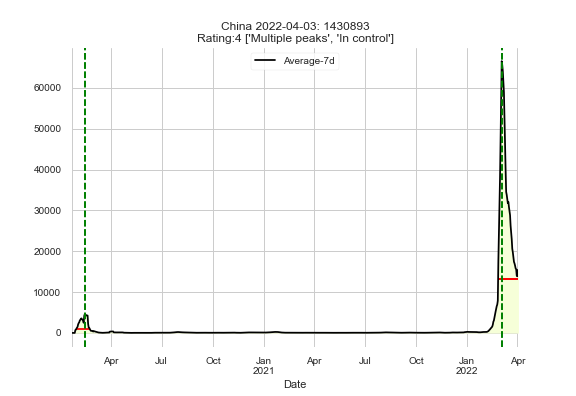 China 2022-04-03: 1430893
Rating:4 ['Multiple peaks', 'In control']
Average-7d
60000
50000
40000
30000
20000
10000
0
Apr Jul Oct Jan Apr Jul Oct Jan Apr
2021 2022
Date